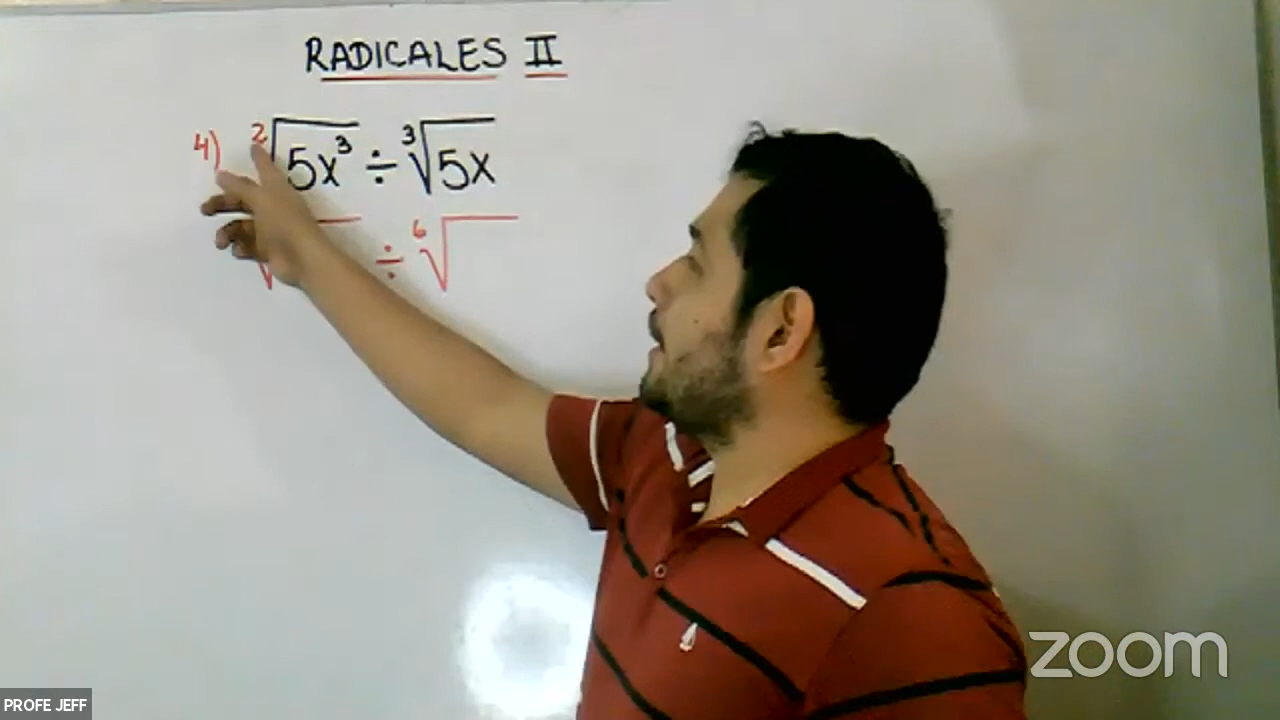 RADICALES II
4) ²√5x³ ÷ ³√5x
√ ÷ ⁶√
zoom
PROFE JEFF